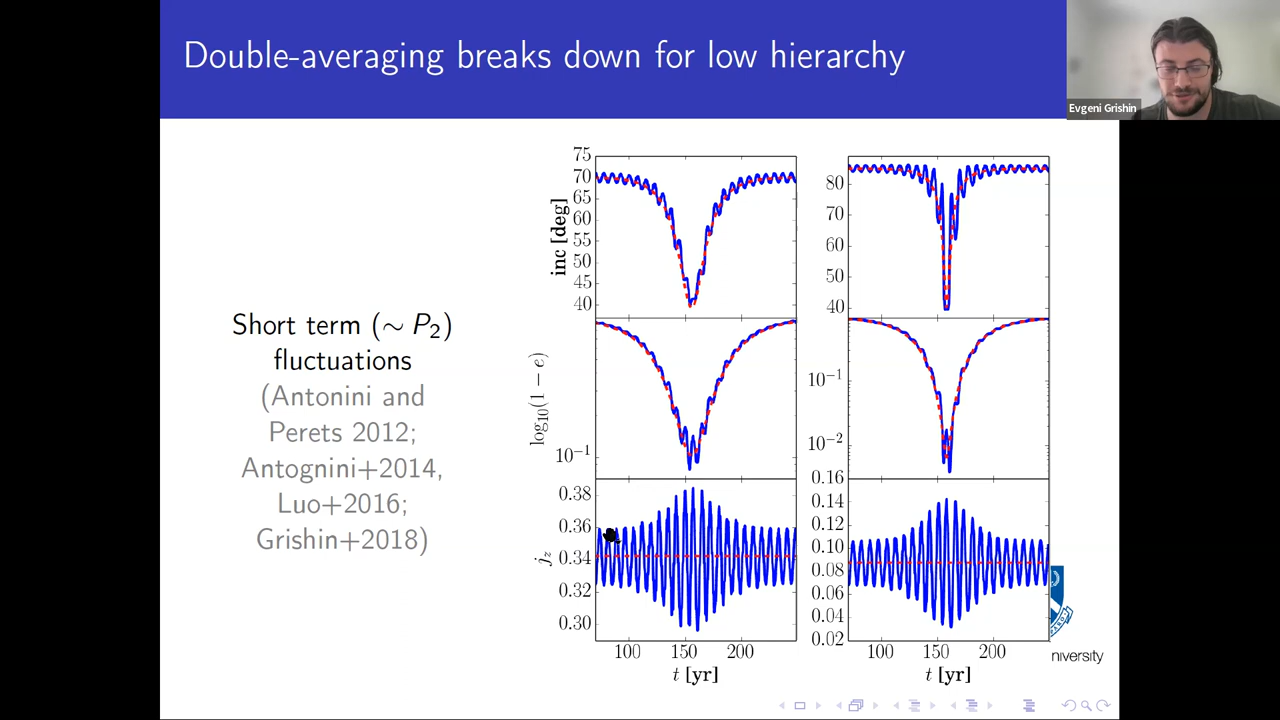 Double-averaging breaks down for low hierarchy
Evgeni Grishin
Short term (∼ P₂)
fluctuations
(Antonini and
Perets 2012;
Antognini+2014,
Luo+2016;
Grishin+2018)
inc [deg]
75
70
65
60
55
50
45
40
80
70
60
50
40
log₁₀(1 − e)
10⁻¹
10⁻¹
10⁻²
j_z
0.38
0.36
0.34
0.32
0.30
0.16
0.14
0.12
0.10
0.08
0.06
0.04
0.02
100 150 200
t [yr]
100 150 200
t [yr]
niversity